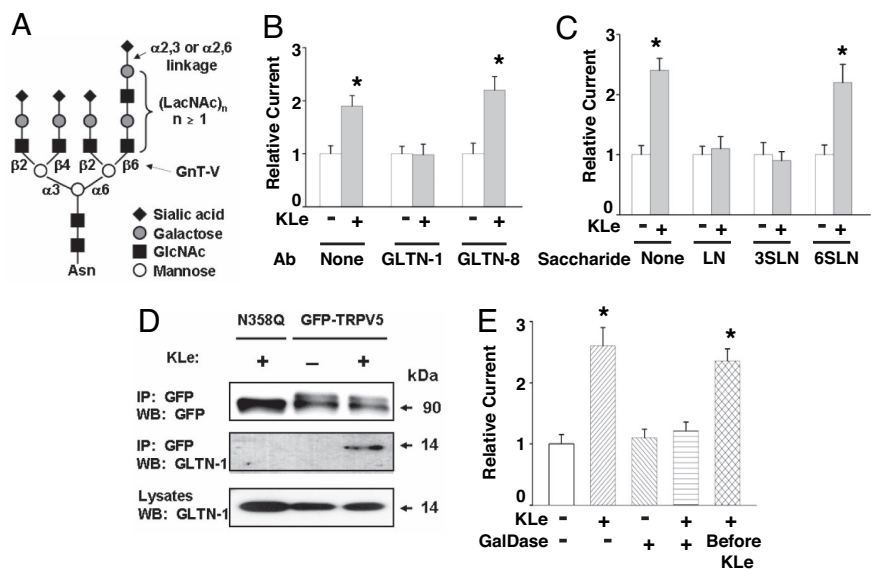 A
α2,3 or α2,6
linkage
(LacNAc)n
n ≥ 1
β2 β4 β2 β6
GnT-V
α3 α6
Asn
Sialic acid
Galactose
GlcNAc
Mannose
B
Relative Current
3
2
1
0
*
*
KLe - + - + - +
Ab None GLTN-1 GLTN-8
C
Relative Current
3
2
1
0
*
*
KLe - + - + - + - +
Saccharide None LN 3SLN 6SLN
D
N358Q GFP-TRPV5
KLe: + – +
kDa
IP: GFP
WB: GFP
90
IP: GFP
WB: GLTN-1
14
Lysates
WB: GLTN-1
14
E
Relative Current
3
2
1
0
*
*
KLe - + - + +
GalDase - - + + Before
KLe